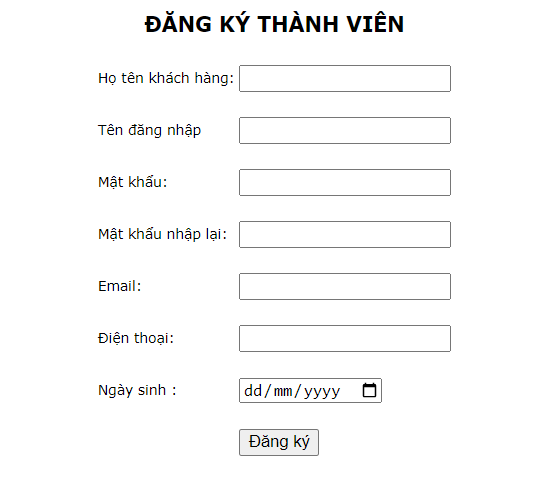 ĐĂNG KÝ THÀNH VIÊN
Họ tên khách hàng:
Tên đăng nhập
Mật khẩu:
Mật khẩu nhập lại:
Email:
Điện thoại:
Ngày sinh : dd/mm/yyyy
Đăng ký